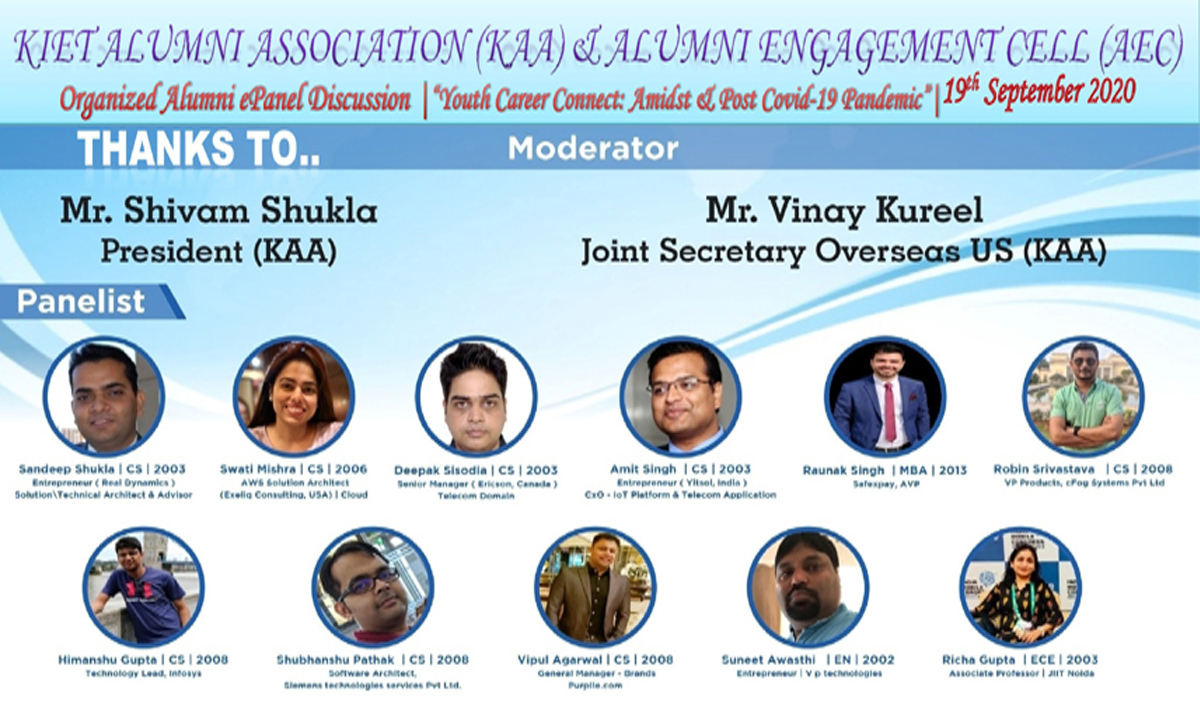 KIET ALUMNI ASSOCIATION (KAA) & ALUMNI ENGAGEMENT CELL (AEC)
Organized Alumni ePanel Discussion | "Youth Career Connect: Amidst & Post Covid-19 Pandemic" | 19th September 2020
THANKS TO.. Moderator
Mr. Shivam Shukla Mr. Vinay Kureel
President (KAA) Joint Secretary Overseas US (KAA)
Panelist
Sandeep Shukla | CS | 2003
Entrepreneur ( Real Dynamics )
Solution\Technical Architect & Advisor
Swati Mishra | CS | 2006
AWS Solution Architect
(Exeliq Consulting, USA) | Cloud
Deepak Sisodia | CS | 2003
Senior Manager ( Ericson, Canada )
Telecom Domain
Amit Singh | CS | 2003
Entrepreneur ( Yitsol, India )
CxO - IoT Platform & Telecom Application
Raunak Singh | MBA | 2013
Safexpay, AVP
Robin Srivastava | CS | 2008
VP Products, cFog Systems Pvt Ltd
Himanshu Gupta | CS | 2008
Technology Lead, Infosys
Shubhanshu Pathak | CS | 2008
Software Architect,
Siemens technologies services Pvt Ltd.
Vipul Agarwal | CS | 2008
General Manager - Brands
Purplle.com
Suneet Awasthi | EN | 2002
Entrepreneur | V p technologies
Richa Gupta | ECE | 2003
Associate Professor | JIIT Noida